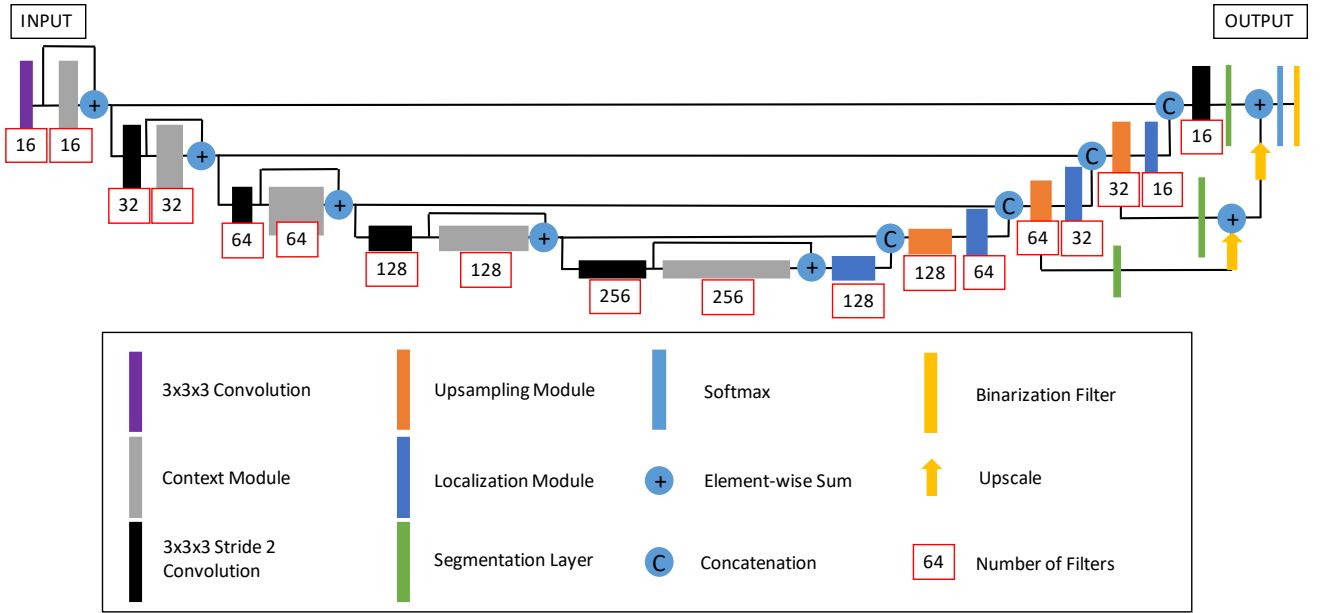 INPUT
OUTPUT
+
+
+
+
+
C
C
C
C
+
+
16
16
32
32
64
64
128
128
256
256
128
128
64
64
32
32
16
16
3x3x3 Convolution
Upsampling Module
Softmax
Binarization Filter
Context Module
Localization Module
+
Element-wise Sum
Upscale
3x3x3 Stride 2
Convolution
Segmentation Layer
C
Concatenation
64
Number of Filters